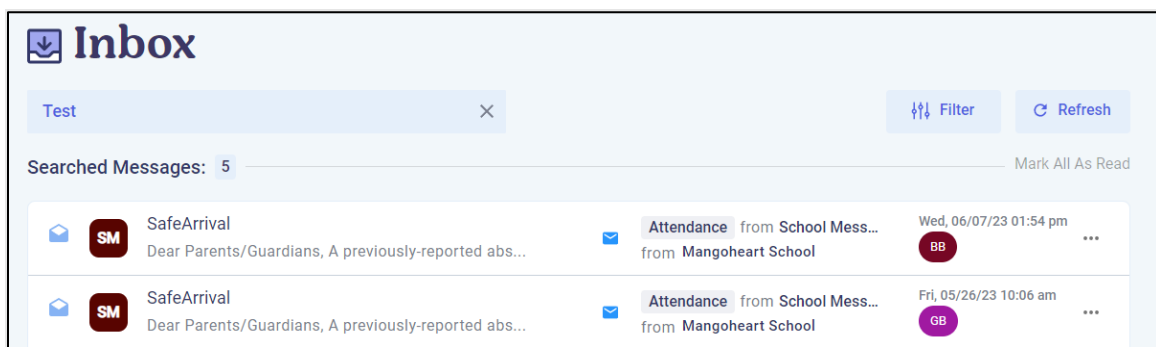 Inbox
Test
Filter
Refresh
Searched Messages: 5
Mark All As Read
SM
SafeArrival
Dear Parents/Guardians, A previously-reported abs...
Attendance from School Mess...
from Mangoheart School
Wed, 06/07/23 01:54 pm
BB
SM
SafeArrival
Dear Parents/Guardians, A previously-reported abs...
Attendance from School Mess...
from Mangoheart School
Fri, 05/26/23 10:06 am
GB